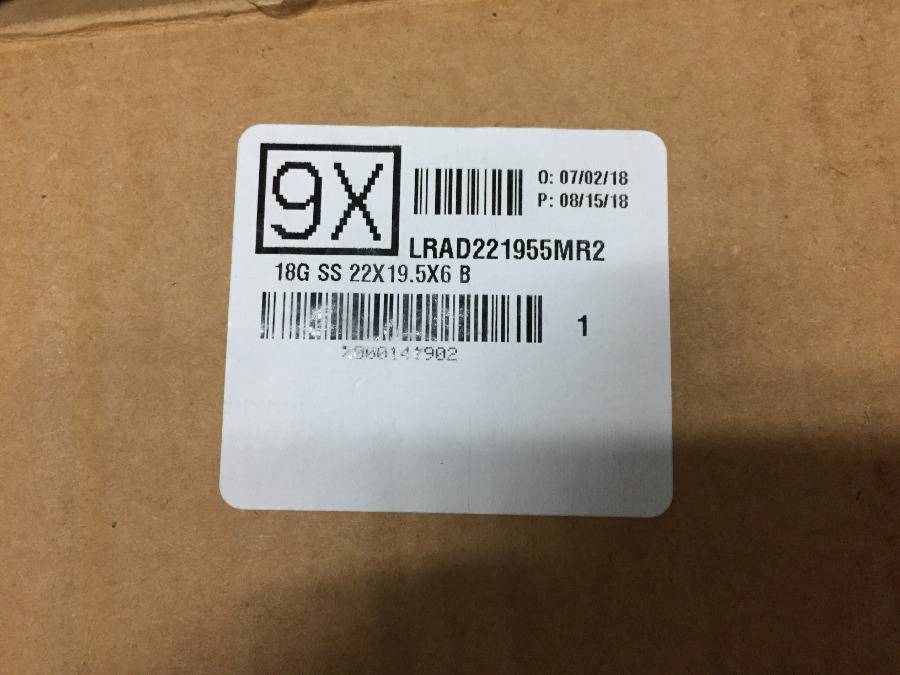 9X
O: 07/02/18
P: 08/15/18
LRAD221955MR2
18G SS 22X19.5X6 B
1